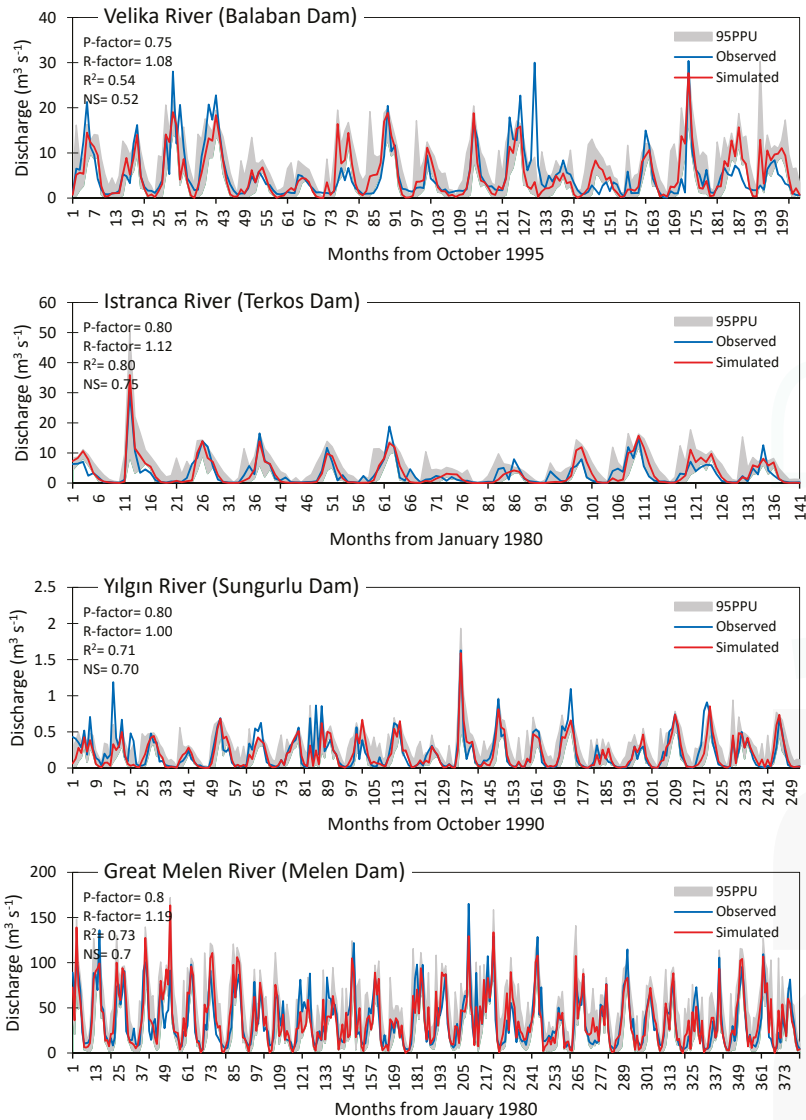 Velika River (Balaban Dam)
P-factor= 0.75
R-factor= 1.08
R²= 0.54
NS= 0.52
95PPU
Observed
Simulated
Discharge (m³ s⁻¹)
40
30
20
10
0
1 7 13 19 25 31 37 43 49 55 61 67 73 79 85 91 97 103 109 115 121 127 133 139 145 151 157 163 169 175 181 187 193 199
Months from October 1995
Istranca River (Terkos Dam)
P-factor= 0.80
R-factor= 1.12
R²= 0.80
NS= 0.75
95PPU
Observed
Simulated
Discharge (m³ s⁻¹)
60
50
40
30
20
10
0
1 6 11 16 21 26 31 36 41 46 51 56 61 66 71 76 81 86 91 96 101 106 111 116 121 126 131 136 141
Months from January 1980
Yılgın River (Sungurlu Dam)
P-factor= 0.80
R-factor= 1.00
R²= 0.71
NS= 0.70
95PPU
Observed
Simulated
Discharge (m³ s⁻¹)
2.5
2
1.5
1
0.5
0
1 9 17 25 33 41 49 57 65 73 81 89 97 105 113 121 129 137 145 153 161 169 177 185 193 201 209 217 225 233 241 249
Months from October 1990
Great Melen River (Melen Dam)
P-factor= 0.8
R-factor= 1.19
R²= 0.73
NS= 0.7
95PPU
Observed
Simulated
Discharge (m³ s⁻¹)
200
150
100
50
0
1 13 25 37 49 61 73 85 97 109 121 133 145 157 169 181 193 205 217 229 241 253 265 277 289 301 313 325 337 349 361 373
Months from Jauary 1980